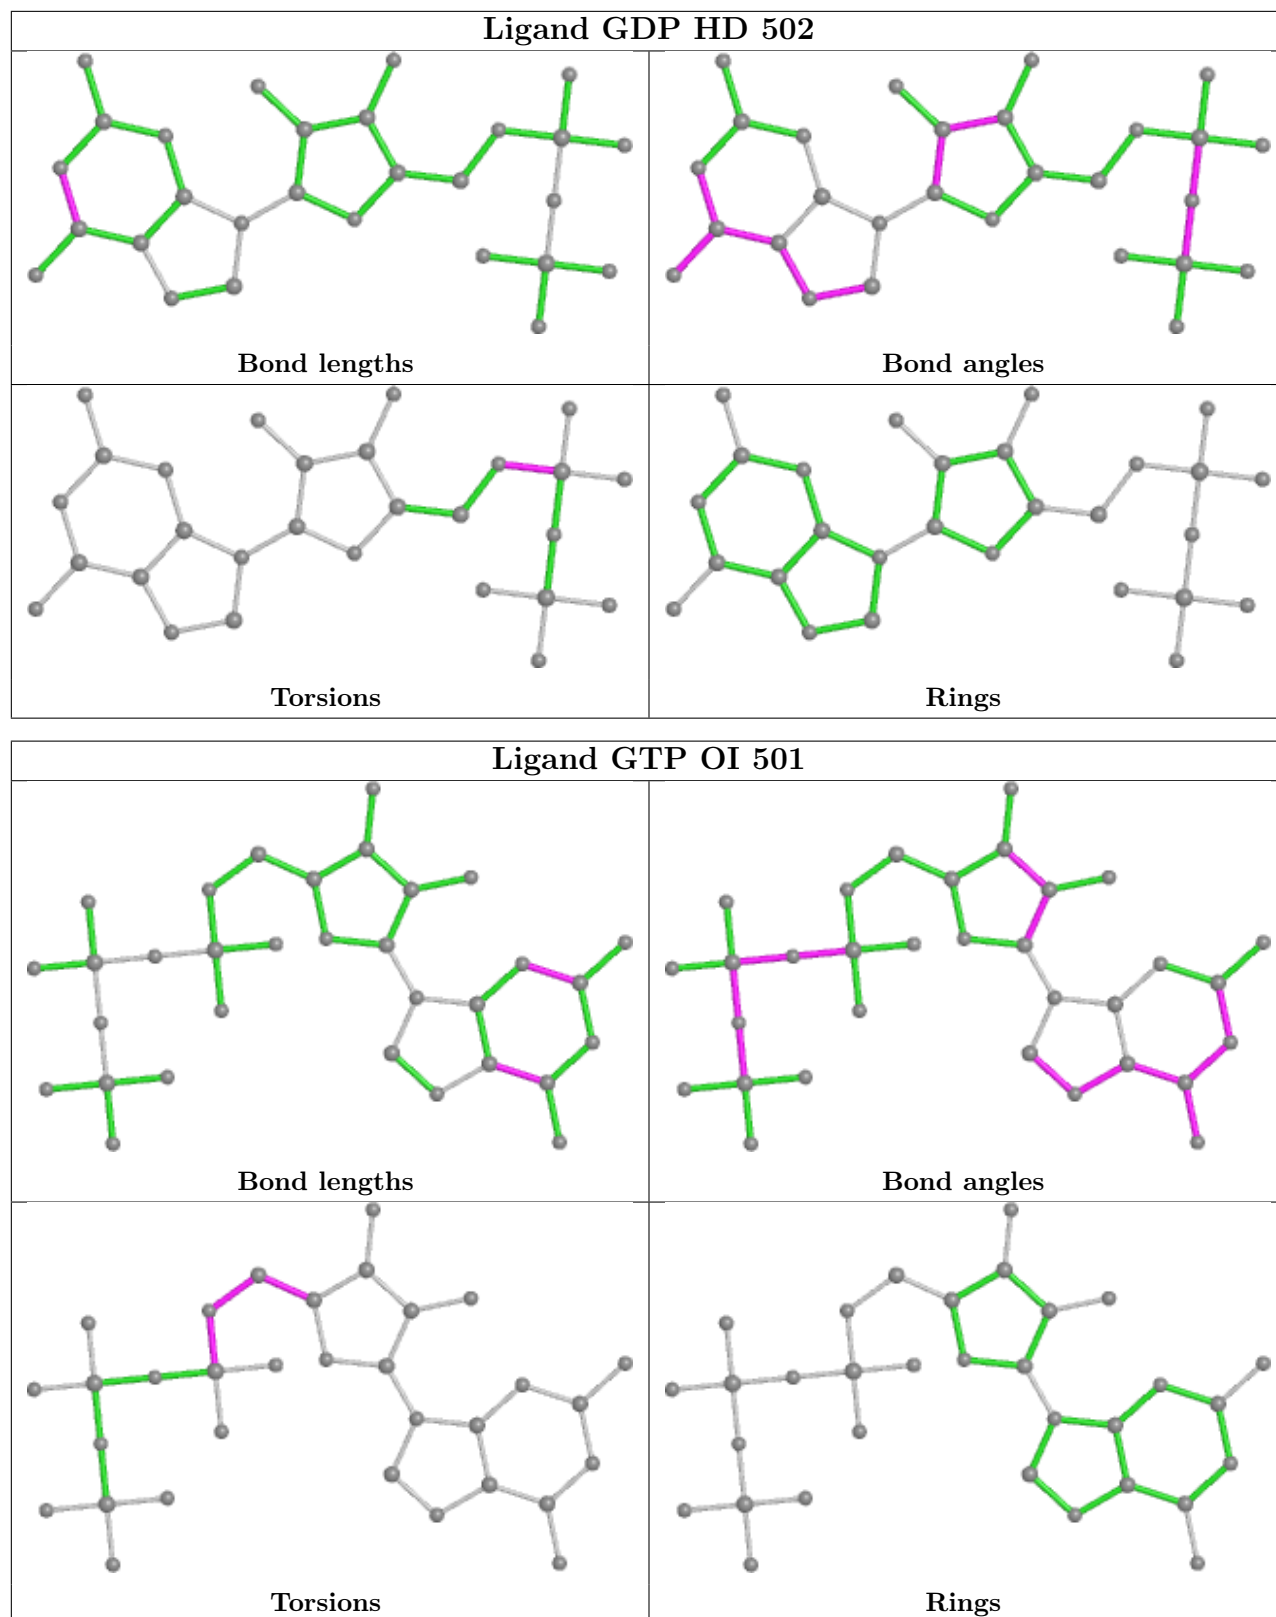 Ligand GDP HD 502
Bond lengths
Bond angles
Torsions
Rings
Ligand GTP OI 501
Bond lengths
Bond angles
Torsions
Rings